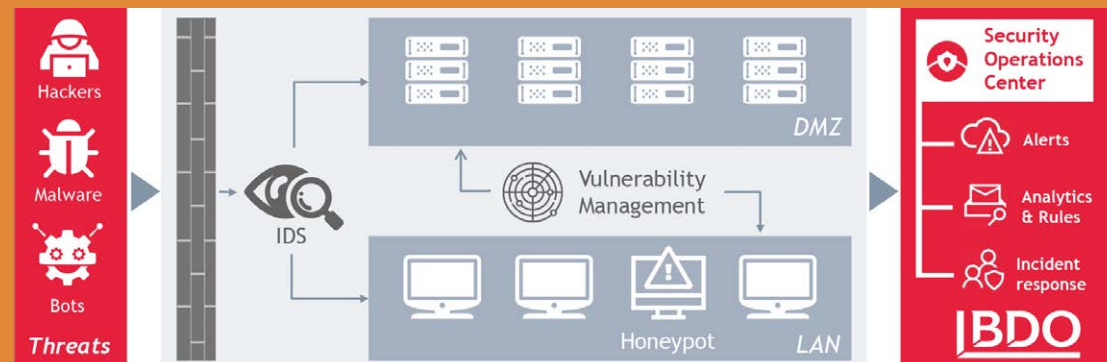 Hackers
Malware
Bots
Threats
IDS
DMZ
Vulnerability
Management
Honeypot
LAN
Security
Operations
Center
Alerts
Analytics
& Rules
Incident
response
BDO